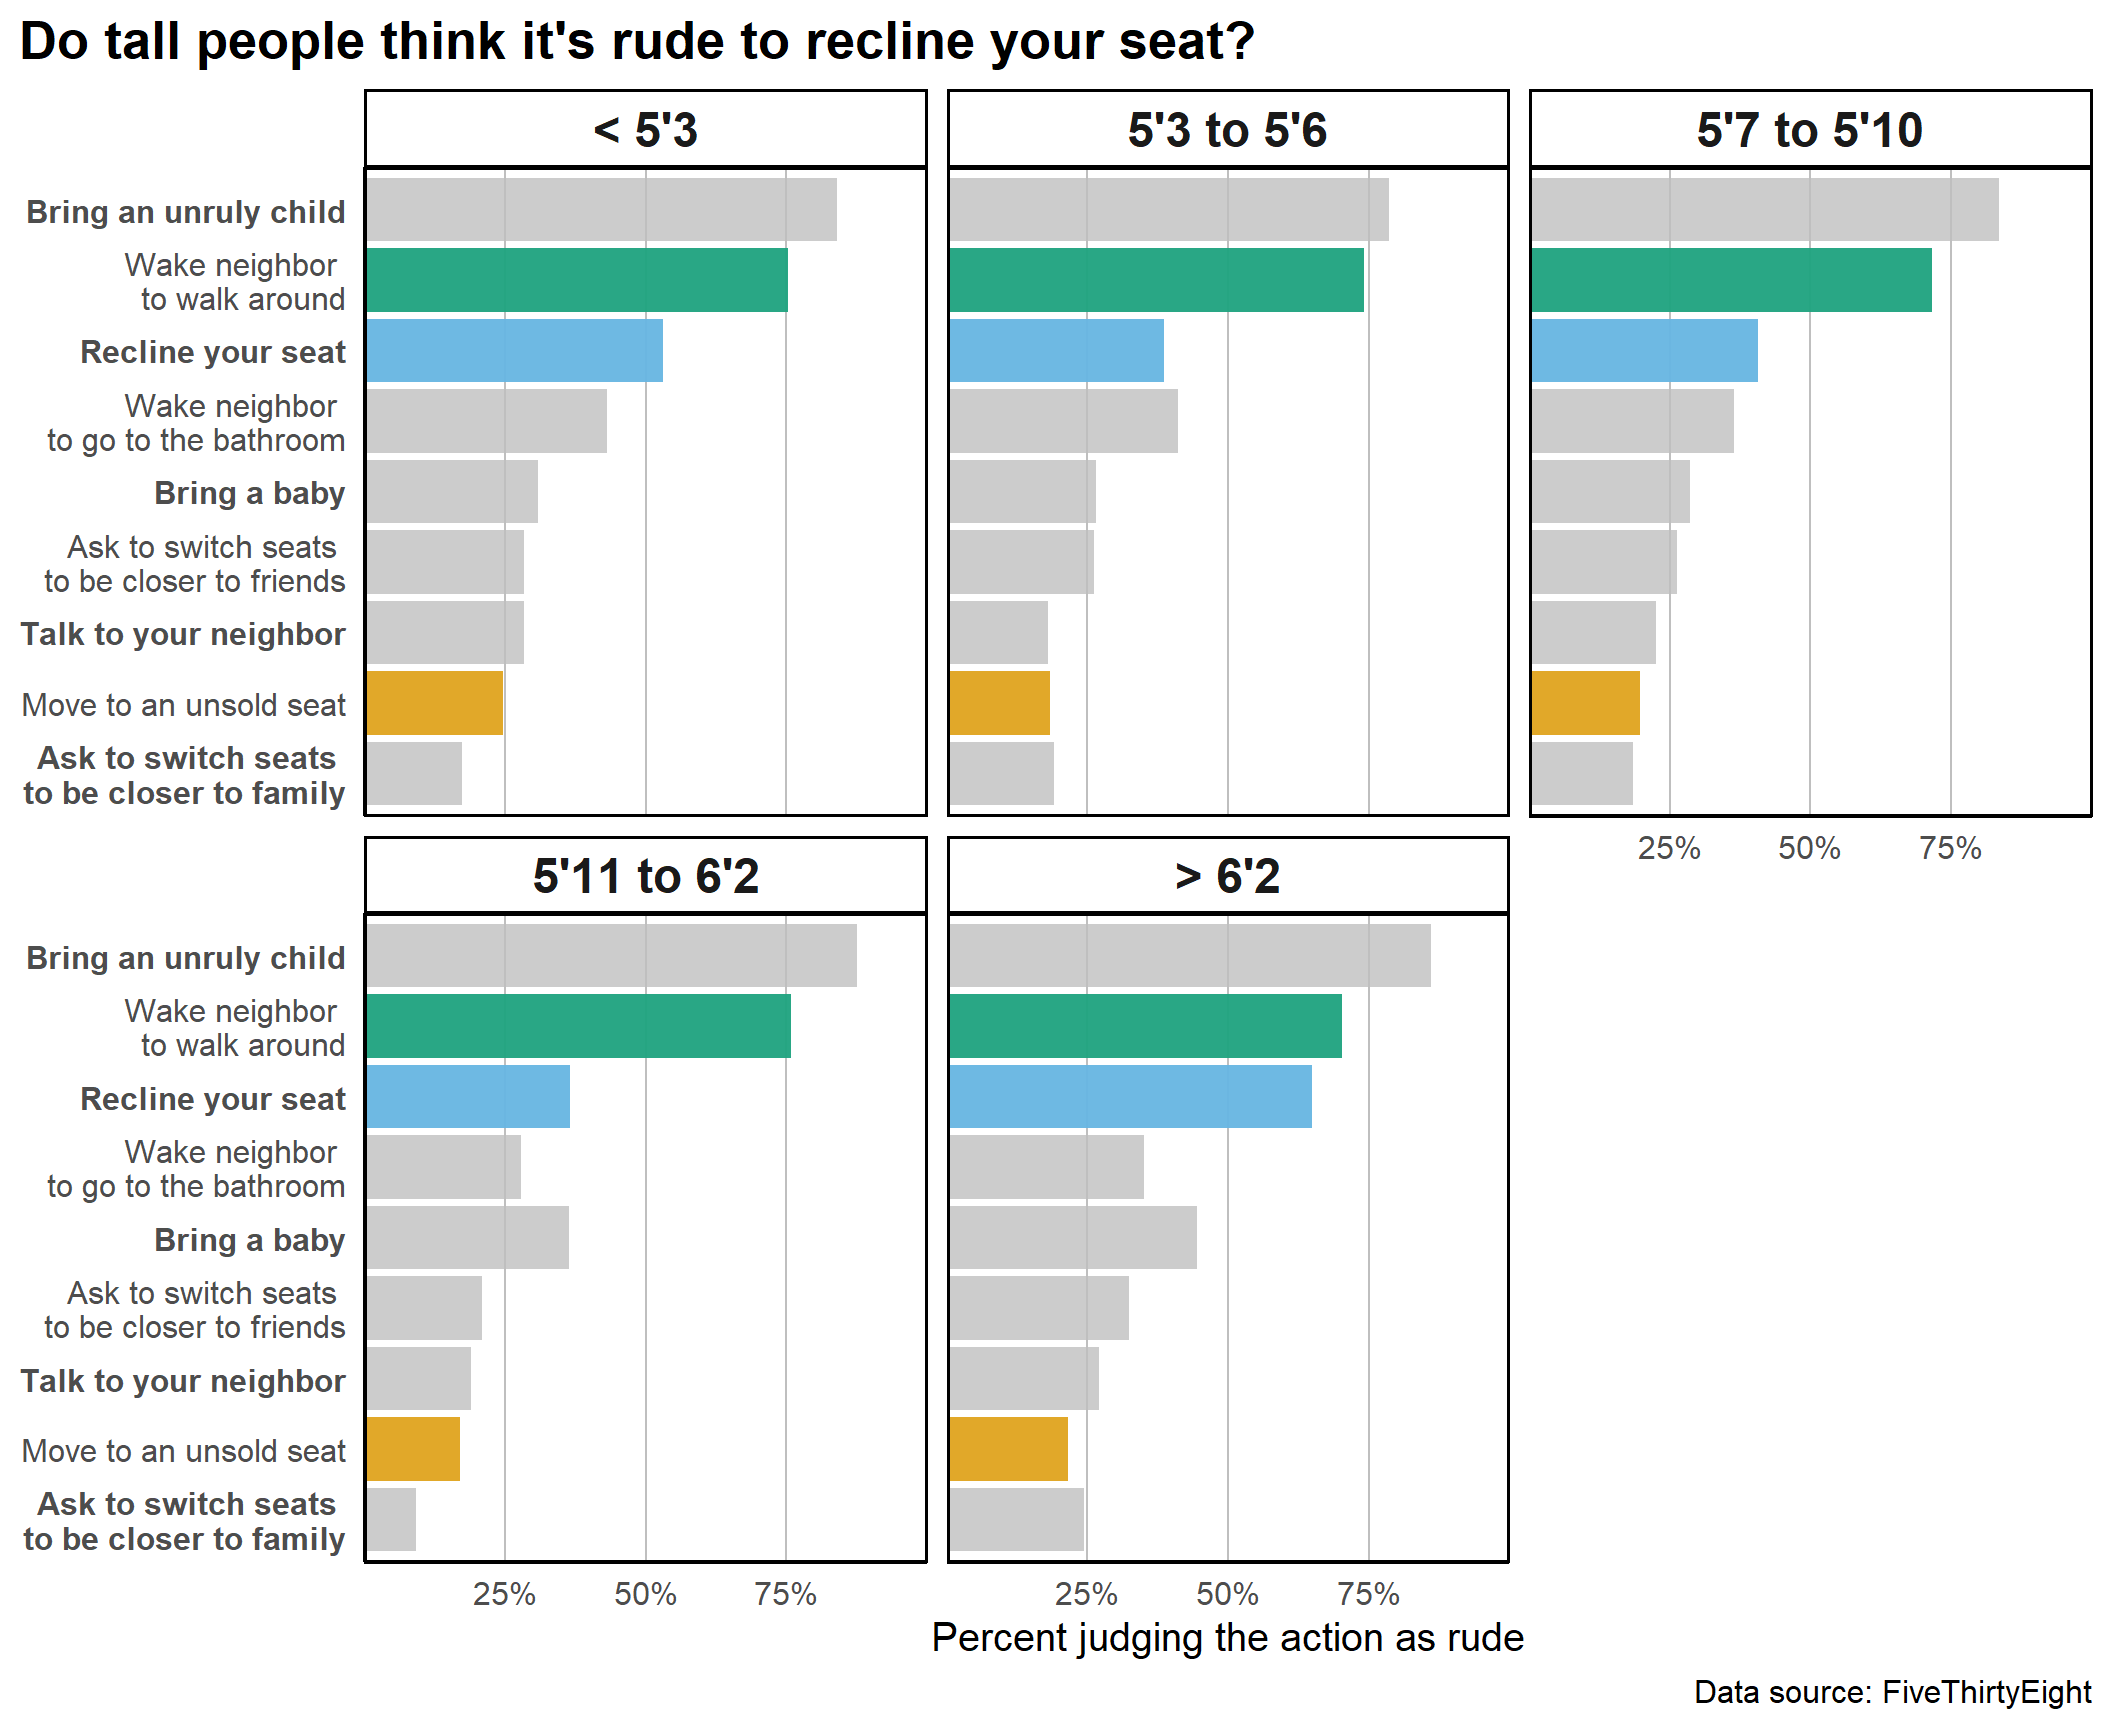 Do tall people think it's rude to recline your seat?
< 5'3
5'3 to 5'6
5'7 to 5'10
Bring an unruly child
Wake neighbor
to walk around
Recline your seat
Wake neighbor
to go to the bathroom
Bring a baby
Ask to switch seats
to be closer to friends
Talk to your neighbor
Move to an unsold seat
Ask to switch seats
to be closer to family
25% 50% 75%
5'11 to 6'2
> 6'2
Bring an unruly child
Wake neighbor
to walk around
Recline your seat
Wake neighbor
to go to the bathroom
Bring a baby
Ask to switch seats
to be closer to friends
Talk to your neighbor
Move to an unsold seat
Ask to switch seats
to be closer to family
25% 50% 75%
25% 50% 75%
Percent judging the action as rude
Data source: FiveThirtyEight